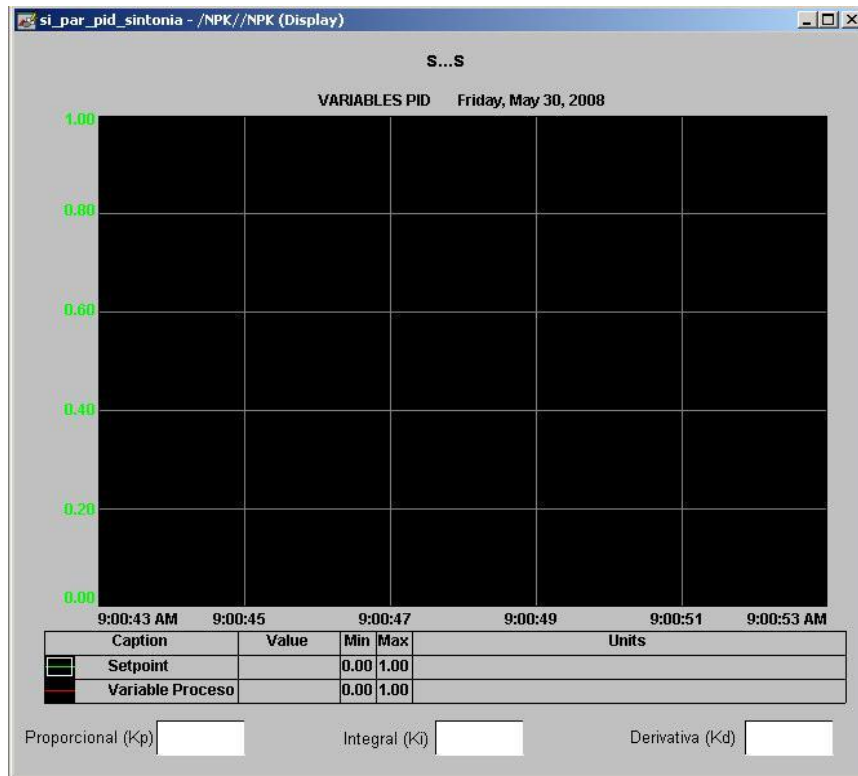 si_par_pid_sintonia - /NPK//NPK (Display)
S...S
VARIABLES PID Friday, May 30, 2008
1.00
0.80
0.60
0.40
0.20
0.00
9:00:43 AM 9:00:45 9:00:47 9:00:49 9:00:51 9:00:53 AM
Caption Value Min Max Units
Setpoint 0.00 1.00
Variable Proceso 0.00 1.00
Proporcional (Kp) Integral (Ki) Derivativa (Kd)